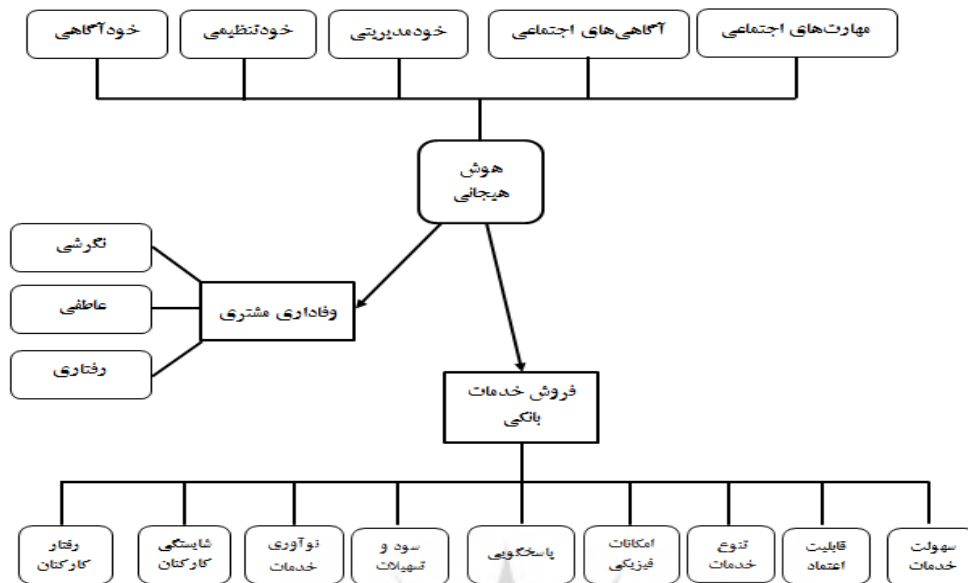 مهارت‌های اجتماعی
آگاهی‌های اجتماعی
خودمدیریتی
خودتنظیمی
خودآگاهی
هوش
هیجانی
نگرشی
عاطفی
رفتاری
وفاداری مشتری
فروش خدمات
بانکی
سهولت
خدمات
قابلیت
اعتماد
تنوع
خدمات
امکانات
فیزیکی
پاسخگویی
سود و
تسهیلات
نوآوری
خدمات
شایستگی
کارکنان
رفتار
کارکنان